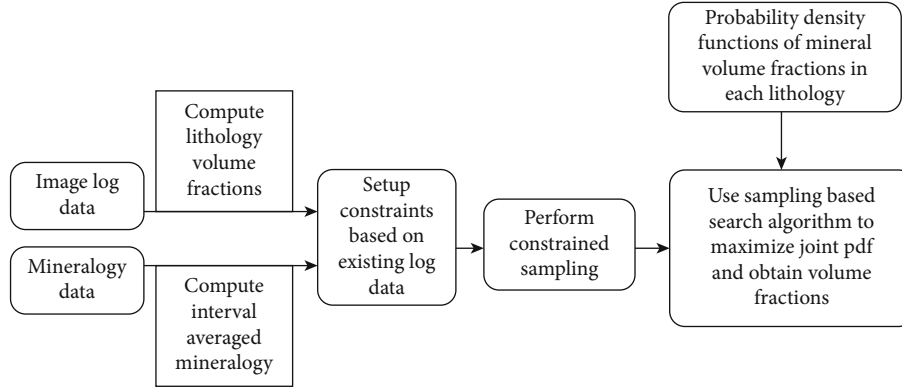 Probability density
functions of mineral
volume fractions in
each lithology
Compute
lithology
volume
fractions
Image log
data
Mineralogy
data
Compute
interval
averaged
mineralogy
Setup
constraints
based on
existing log
data
Perform
constrained
sampling
Use sampling based
search algorithm to
maximize joint pdf
and obtain volume
fractions